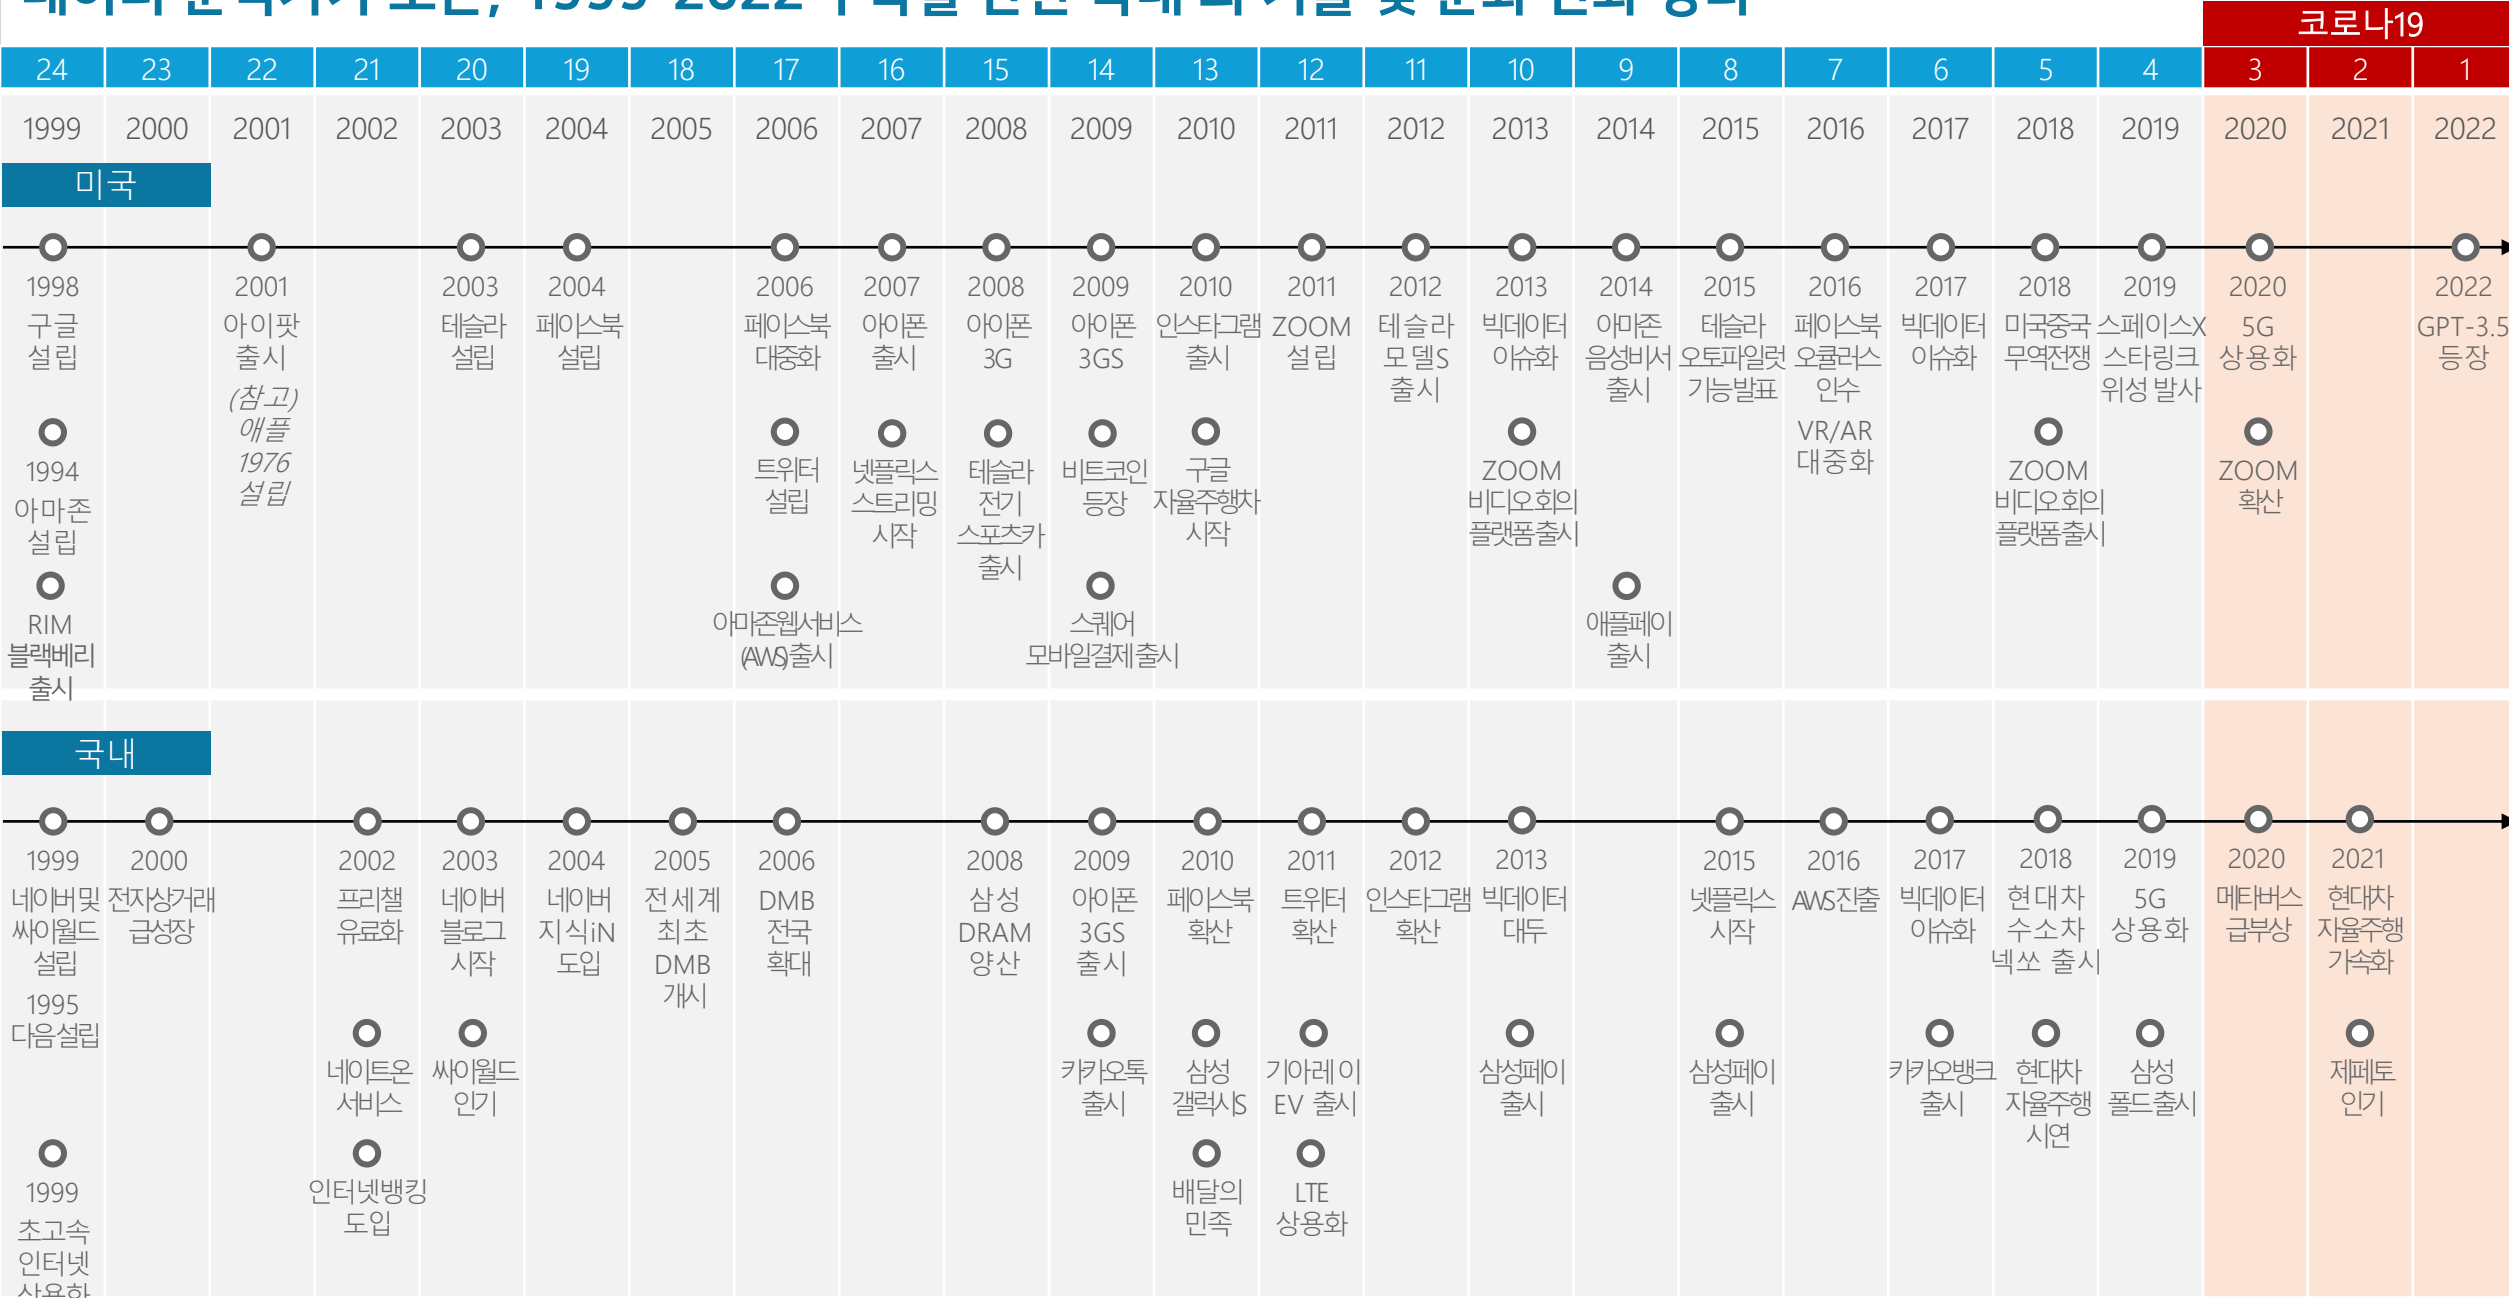 1999-2022
코로나19
24 23 22 21 20 19 18 17 16 15 14 13 12 11 10 9 8 7 6 5 4 3 2 1
1999 2000 2001 2002 2003 2004 2005 2006 2007 2008 2009 2010 2011 2012 2013 2014 2015 2016 2017 2018 2019 2020 2021 2022
미국
1998
구글
설립
1994
아마존
설립
RIM
블랙베리
출시
2001
아이팟
출시
(참고)
애플
1976
설립
2003
테슬라
설립
2004
페이스북
설립
2006
페이스북
대중화
트위터
설립
아마존웹서비스
(AWS)출시
2007
아이폰
출시
넷플릭스
스트리밍
시작
2008
아이폰
3G
테슬라
전기
스포츠카
출시
2009
아이폰
3GS
비트코인
등장
스퀘어
모바일결제 출시
2010
인스타그램
출시
구글
자율주행차
시작
2011
ZOOM
설립
2012
테슬라
모델S
출시
2013
빅데이터
이슈화
ZOOM
비디오회의
플랫폼출시
2014
아마존
음성비서
출시
애플페이
출시
2015
테슬라
오토파일럿
기능발표
2016
페이스북
오큘러스
인수
VR/AR
대중화
2017
빅데이터
이슈화
2018
미국중국
무역전쟁
ZOOM
비디오회의
플랫폼출시
2019
스페이스X
스타링크
위성 발사
2020
5G
상용화
ZOOM
확산
2022
GPT-3.5
등장
국내
1999
네이버및
싸이월드
설립
1995
다음설립
1999
초고속
인터넷
상용화
2000
전자상거래
급성장
2002
프리챌
유료화
네이트온
서비스
인터넷뱅킹
도입
2003
네이버
블로그
시작
싸이월드
인기
2004
네이버
지식iN
도입
2005
전세계
최초
DMB
개시
2006
DMB
전국
확대
2008
삼성
DRAM
양산
2009
아이폰
3GS
출시
카카오톡
출시
2010
페이스북
확산
삼성
갤럭시S
배달의
민족
2011
트위터
확산
기아레이
EV 출시
LTE
상용화
2012
인스타그램
확산
2013
빅데이터
대두
삼성페이
출시
2015
넷플릭스
시작
삼성페이
출시
2016
AWS진출
2017
빅데이터
이슈화
카카오뱅크
출시
2018
현대차
수소차
넥쏘 출시
현대차
자율주행
시연
2019
5G
상용화
삼성
폴드출시
2020
메타버스
급부상
2021
현대차
자율주행
가속화
제페토
인기